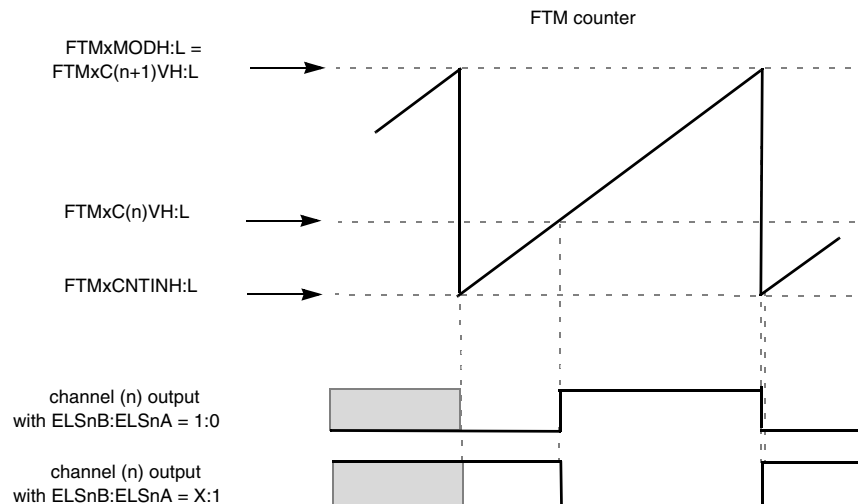 FTM counter
FTMxMODH:L =
FTMxC(n+1)VH:L
FTMxC(n)VH:L
FTMxCNTINH:L
channel (n) output
with ELSnB:ELSnA = 1:0
channel (n) output
with ELSnB:ELSnA = X:1